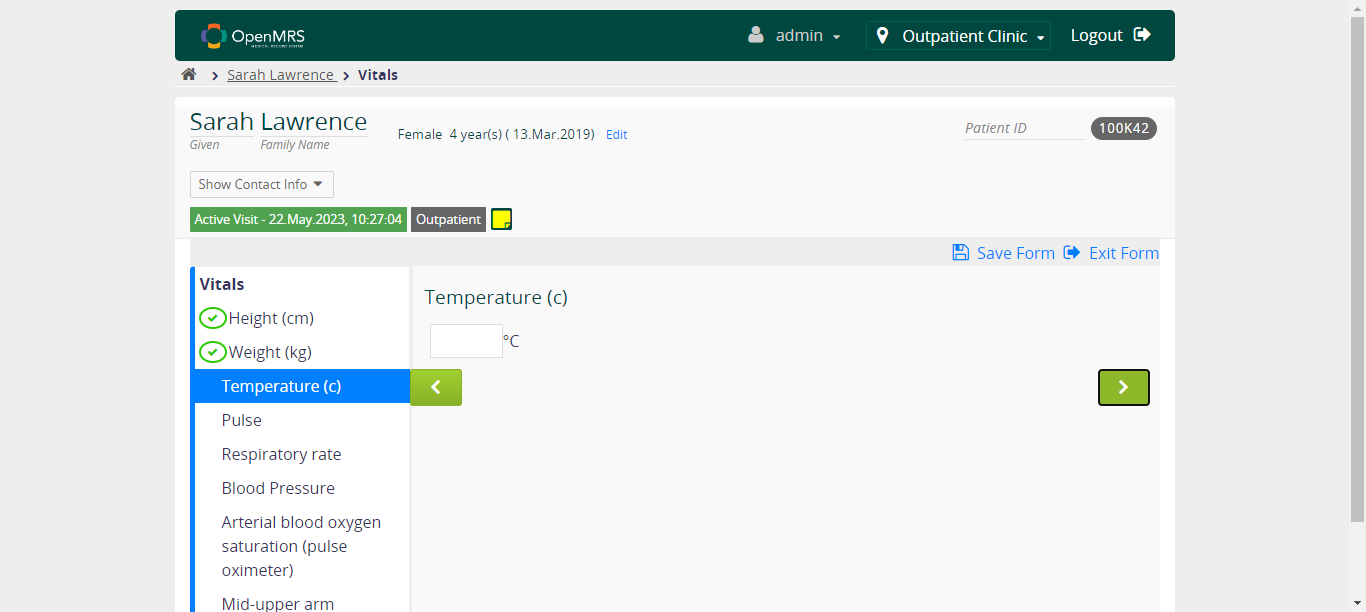 OpenMRS
MEDICAL RECORD SYSTEM
admin
Outpatient Clinic
Logout
Sarah Lawrence
Vitals
Sarah Lawrence
Given Family Name
Female 4 year(s) ( 13.Mar.2019) Edit
Patient ID 100K42
Show Contact Info
Active Visit - 22.May.2023, 10:27:04 Outpatient
Save Form Exit Form
Vitals
Height (cm)
Weight (kg)
Temperature (c)
Pulse
Respiratory rate
Blood Pressure
Arterial blood oxygen
saturation (pulse
oximeter)
Mid-upper arm
Temperature (c)
°C